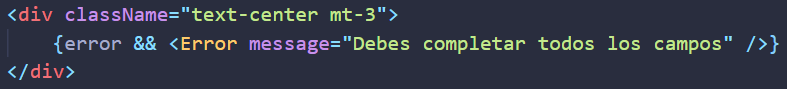 <div className="text-center mt-3">
    {error && <Error message="Debes completar todos los campos" />}
</div>